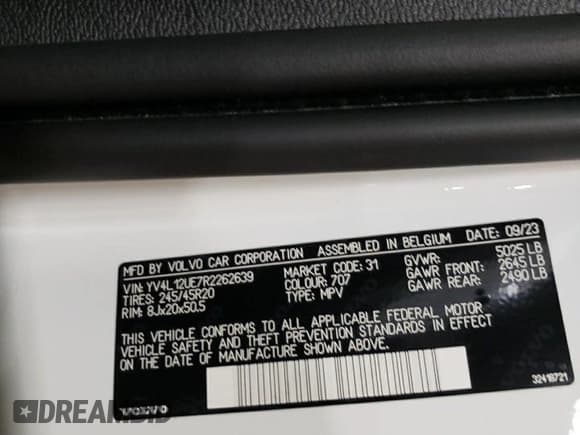 MFD BY VOLVO CAR CORPORATION ASSEMBLED IN BELGIUM DATE 09/23
VIN: YV4L12UE7R2262639 MARKET CODE: 31 GVWR: 5025 LB
TIRES: 245/45R20 COLOUR: 707 GAWR FRONT: 2645 LB
RIM: 8Jx20x50.5 TYPE: MPV GAWR REAR: 2490 LB
THIS VEHICLE CONFORMS TO ALL APPLICABLE FEDERAL MOTOR
VEHICLE SAFETY AND THEFT PREVENTION STANDARDS IN EFFECT
ON THE DATE OF MANUFACTURE SHOWN ABOVE.
VOLVO 32418721
DREAMBID